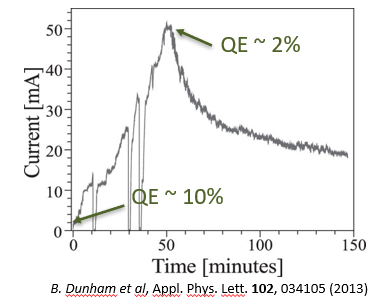 50
40
30
20
10
0
Current [mA]
QE ~ 2%
QE ~ 10%
0 50 100 150
Time [minutes]
B. Dunham et al, Appl. Phys. Lett. 102, 034105 (2013)